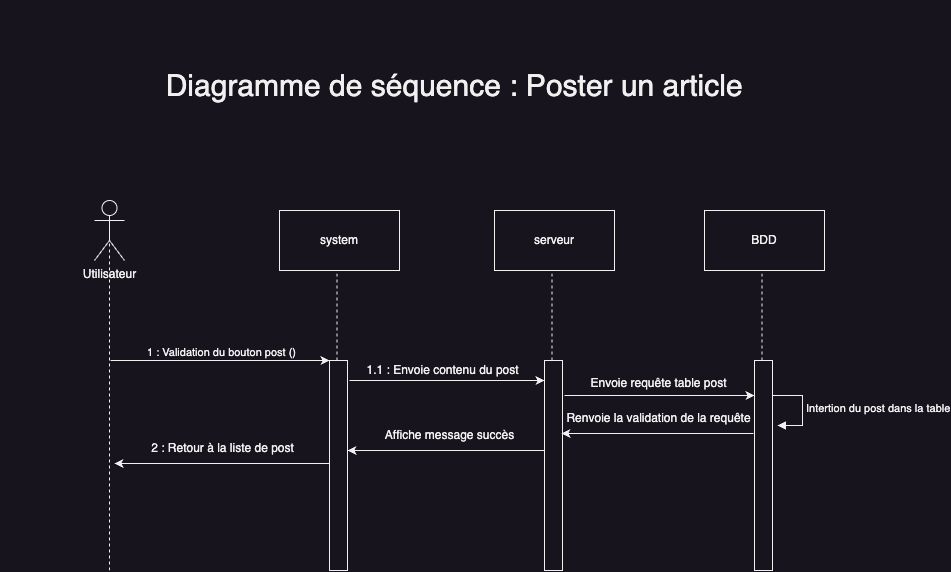 Diagramme de séquence : Poster un article
Utilisateur
system
serveur
BDD
1 : Validation du bouton post ()
1.1 : Envoie contenu du post
Envoie requête table post
Intertion du post dans la table
Renvoie la validation de la requête
Affiche message succès
2 : Retour à la liste de post